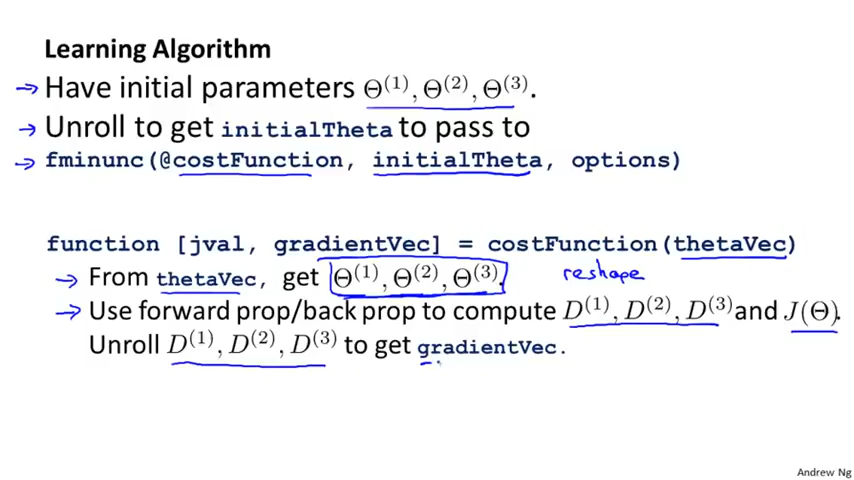 Learning Algorithm
→ Have initial parameters Θ⁽¹⁾, Θ⁽²⁾, Θ⁽³⁾.
→ Unroll to get initialTheta to pass to
→ fminunc(@costFunction, initialTheta, options)
function [jval, gradientVec] = costFunction(thetaVec)
→ From thetaVec, get Θ⁽¹⁾, Θ⁽²⁾, Θ⁽³⁾. reshape
→ Use forward prop/back prop to compute D⁽¹⁾, D⁽²⁾, D⁽³⁾ and J(Θ).
Unroll D⁽¹⁾, D⁽²⁾, D⁽³⁾ to get gradientVec.
Andrew Ng